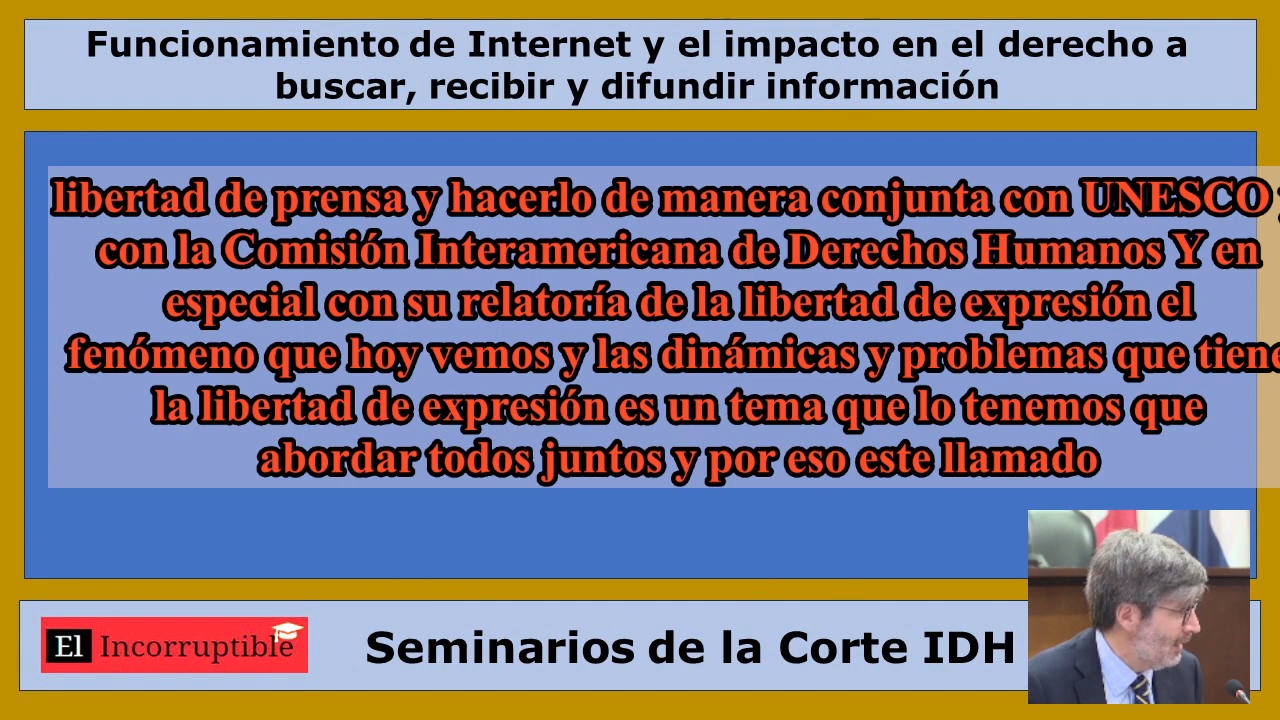 Funcionamiento de Internet y el impacto en el derecho a
buscar, recibir y difundir información
libertad de prensa y hacerlo de manera conjunta con UNESCO y
con la Comisión Interamericana de Derechos Humanos Y en
especial con su relatoría de la libertad de expresión el
fenómeno que hoy vemos y las dinámicas y problemas que tiene
la libertad de expresión es un tema que lo tenemos que
abordar todos juntos y por eso este llamado
El Incorruptible
Seminarios de la Corte IDH